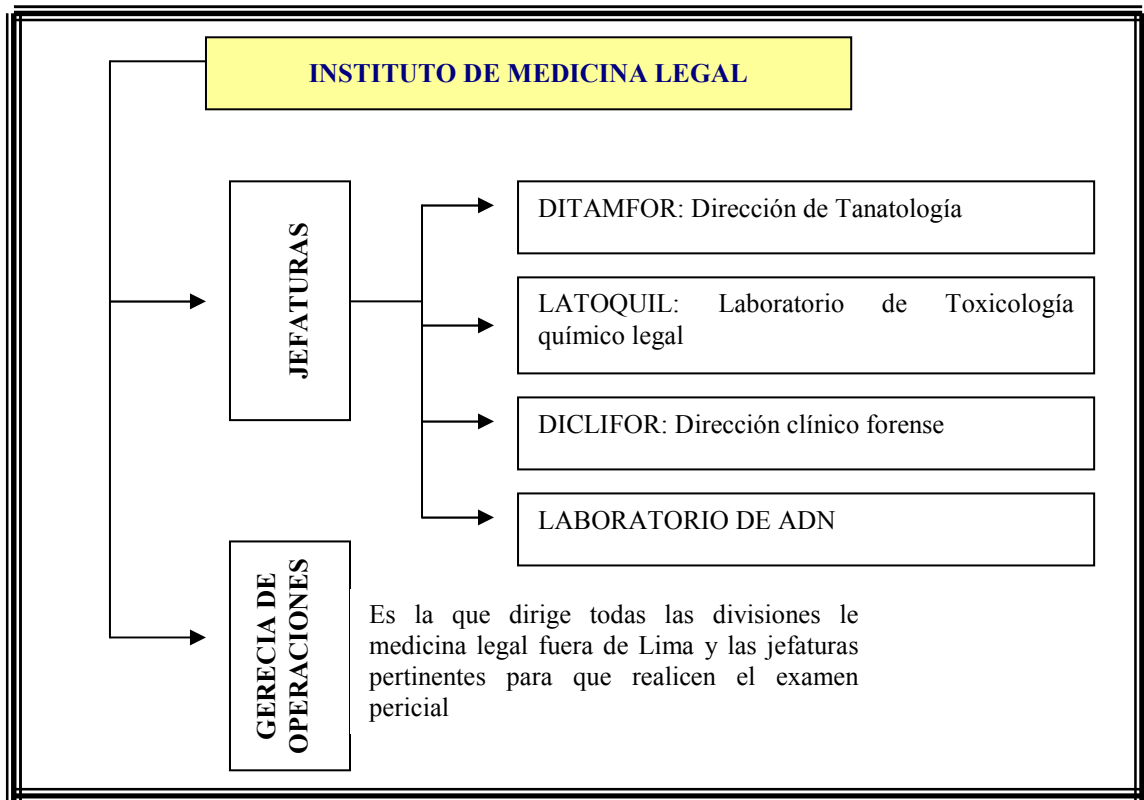 INSTITUTO DE MEDICINA LEGAL
JEFATURAS
DITAMFOR: Dirección de Tanatología
LATOQUIL: Laboratorio de Toxicología
químico legal
DICLIFOR: Dirección clínico forense
LABORATORIO DE ADN
GERECIA DE
OPERACIONES
Es la que dirige todas las divisiones le
medicina legal fuera de Lima y las jefaturas
pertinentes para que realicen el examen
pericial